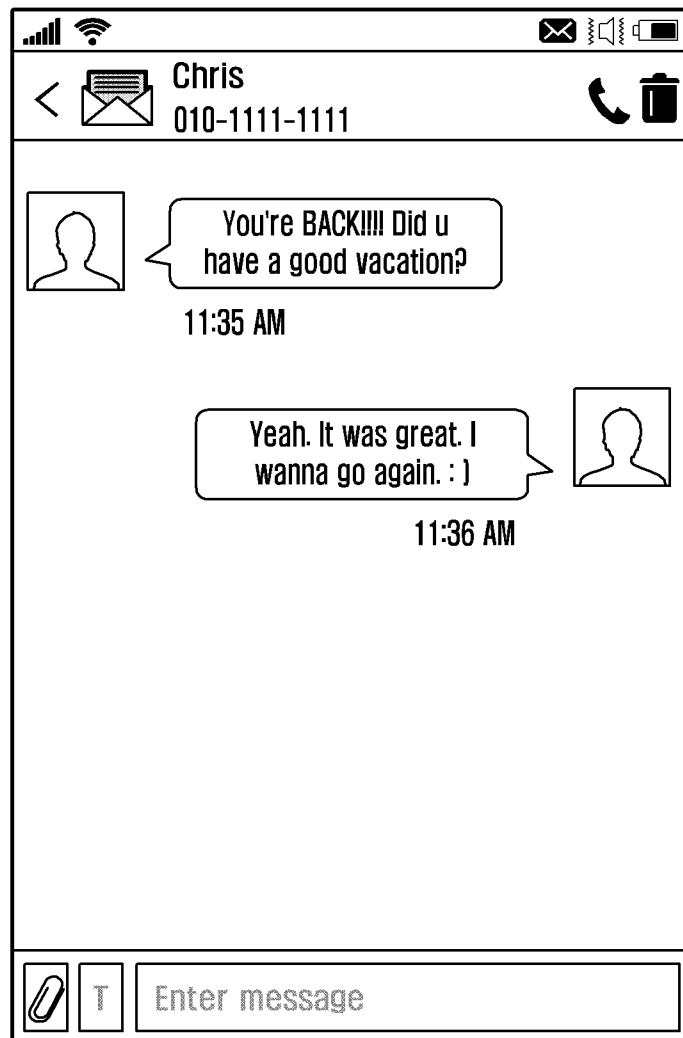 Chris
010-1111-1111
You're BACK!!!! Did u
have a good vacation?
11:35 AM
Yeah. It was great. I
wanna go again. : )
11:36 AM
T
Enter message